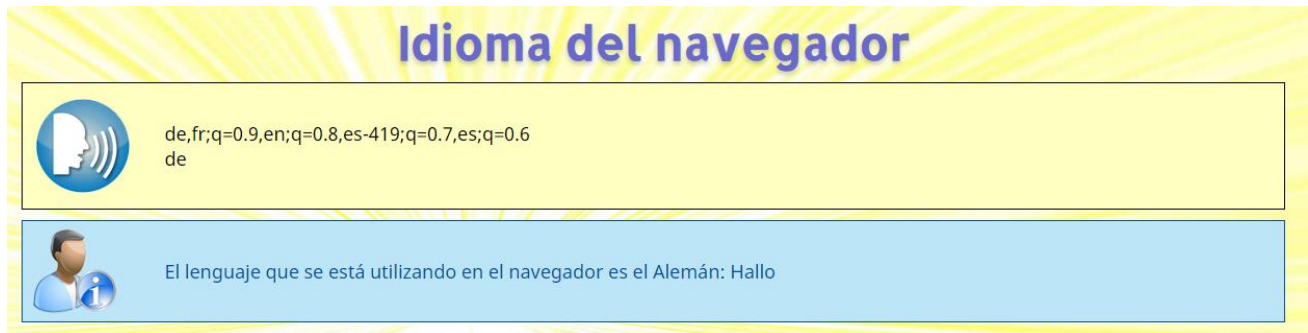 Idioma del navegador
de,fr;q=0.9,en;q=0.8,es-419;q=0.7,es;q=0.6
de
El lenguaje que se está utilizando en el navegador es el Alemán: Hallo